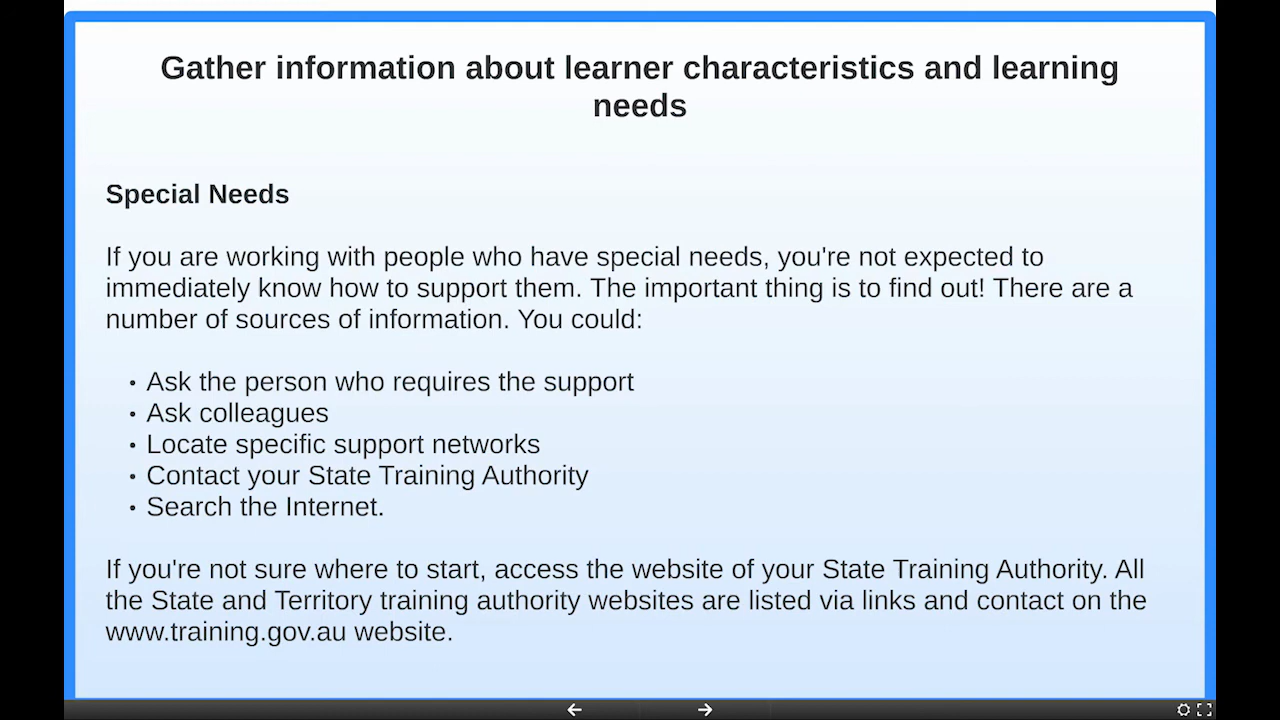 Gather information about learner characteristics and learning
needs
Special Needs
If you are working with people who have special needs, you're not expected to
immediately know how to support them. The important thing is to find out! There are a
number of sources of information. You could:
• Ask the person who requires the support
• Ask colleagues
• Locate specific support networks
• Contact your State Training Authority
• Search the Internet.
If you're not sure where to start, access the website of your State Training Authority. All
the State and Territory training authority websites are listed via links and contact on the
www.training.gov.au website.